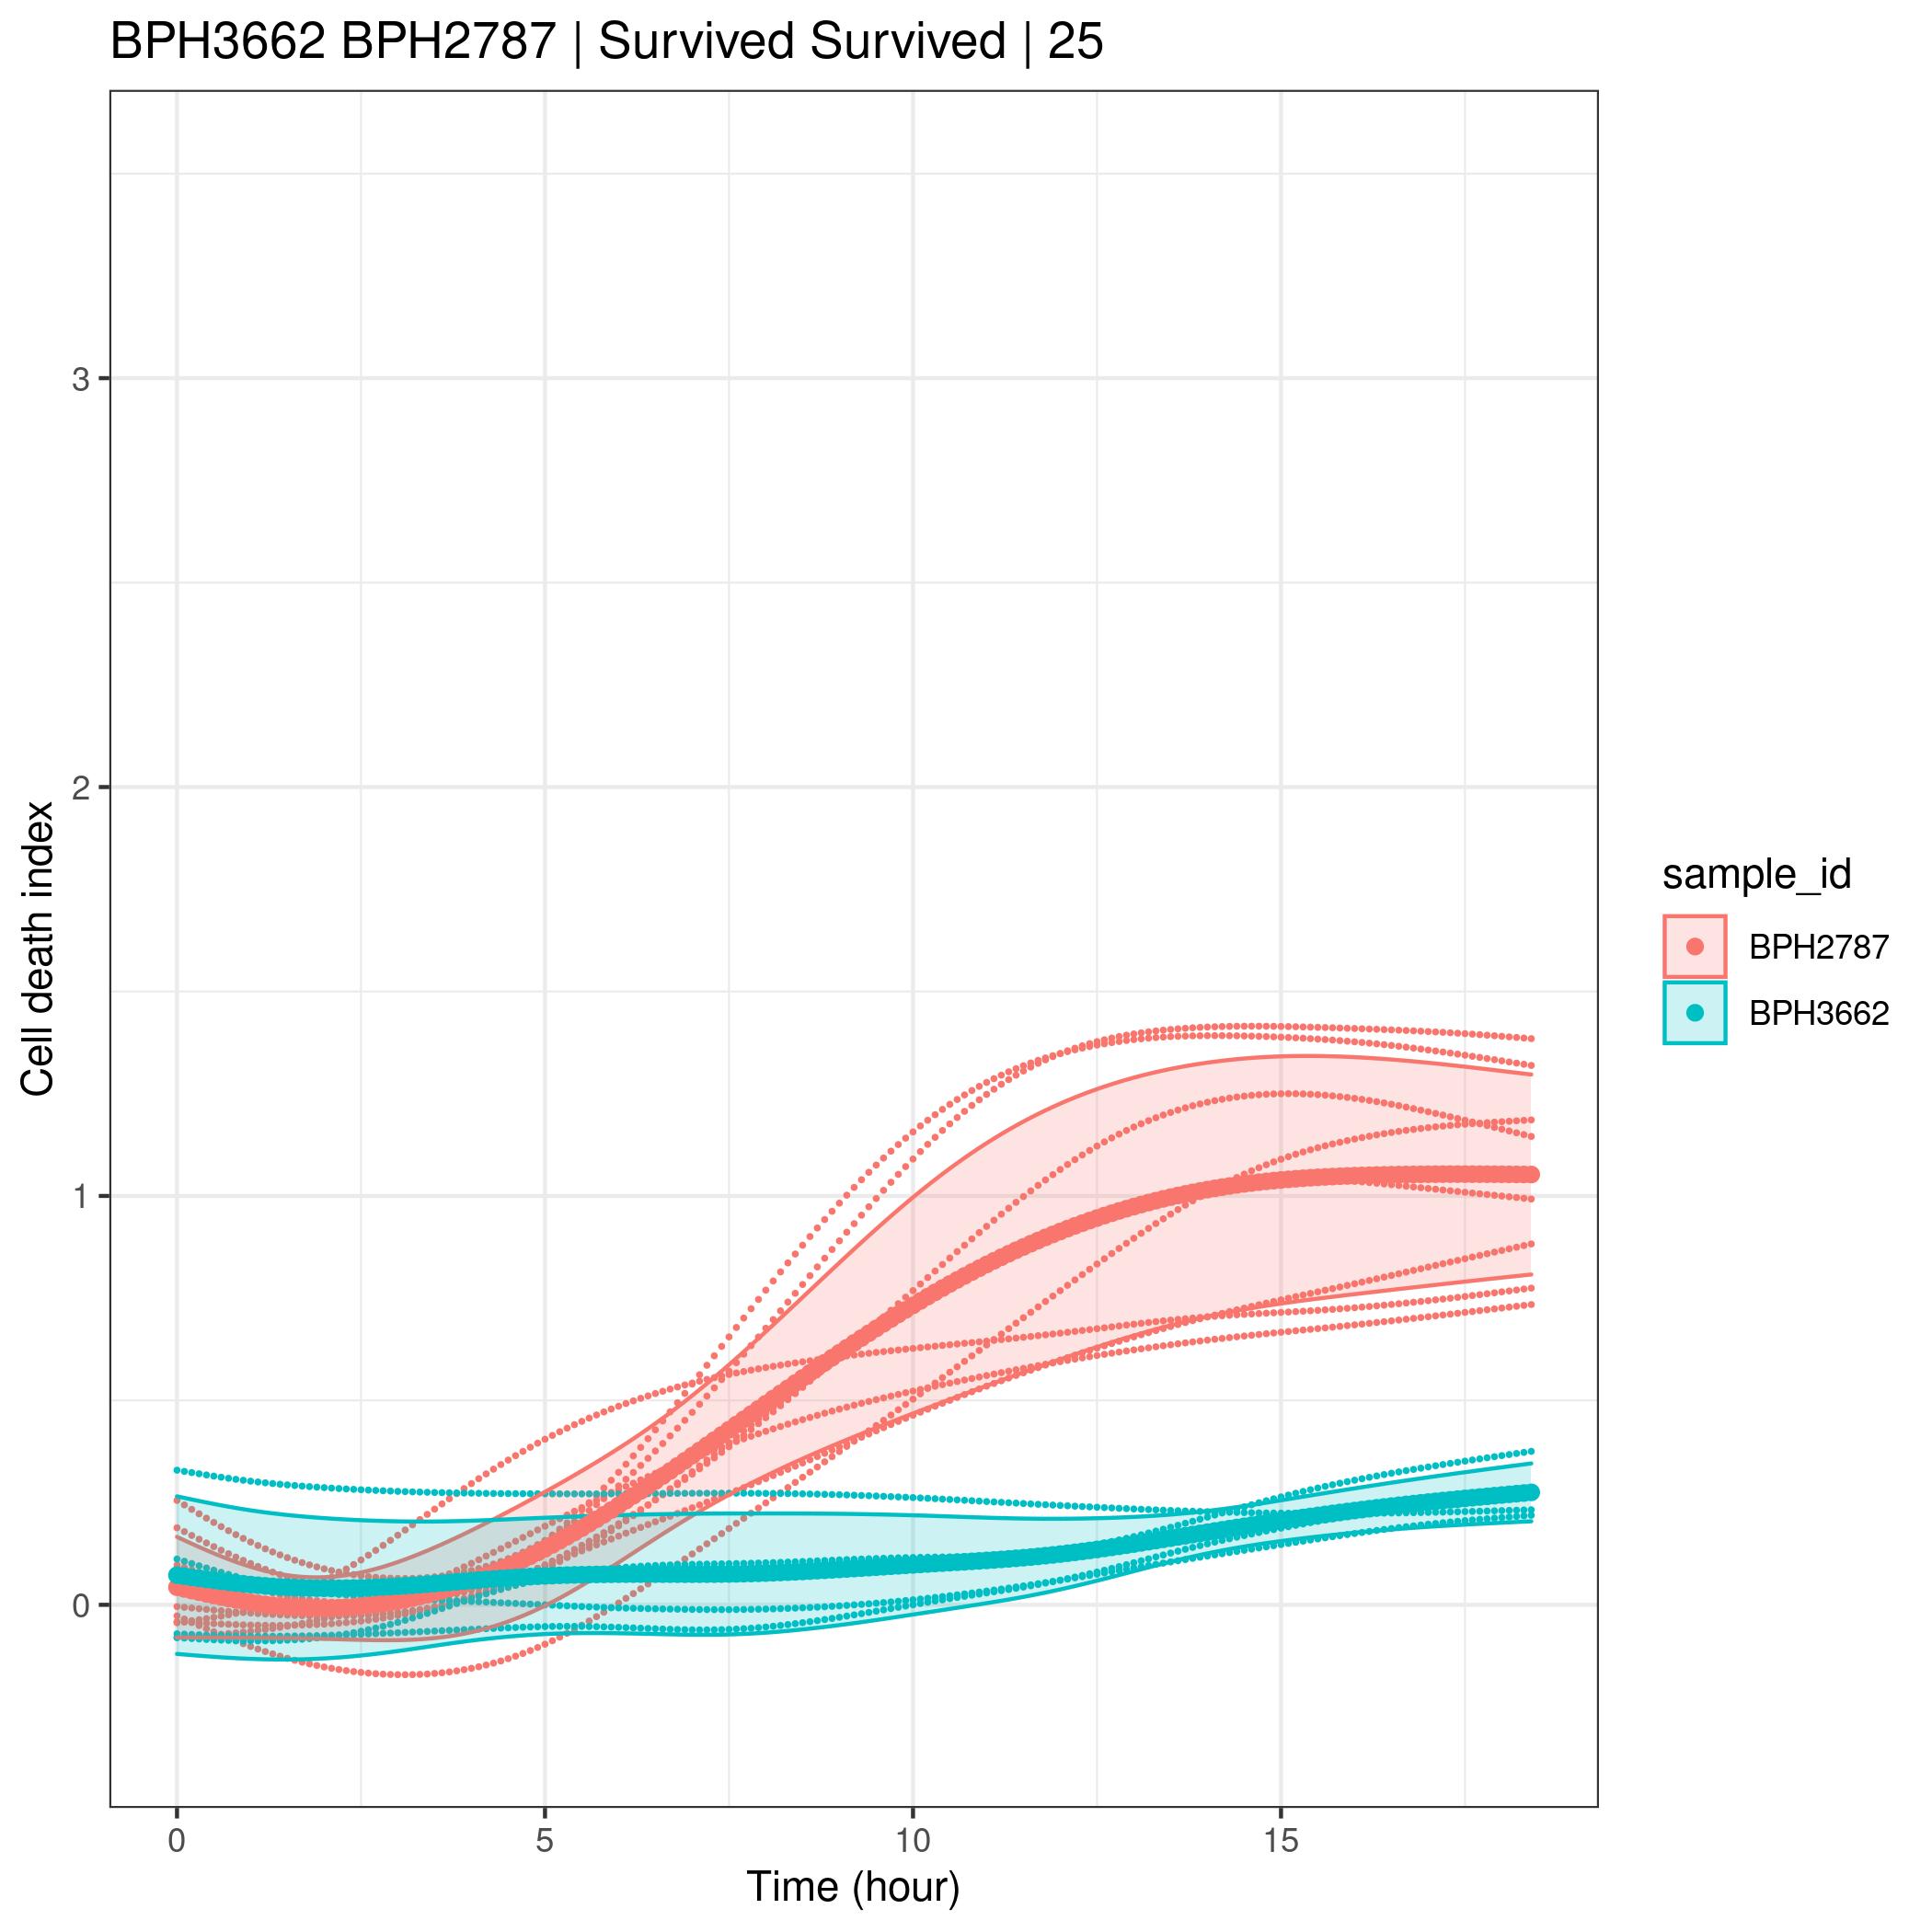 BPH3662 BPH2787 | Survived Survived | 25
3
2
1
0
Cell death index
0 5 10 15
Time (hour)
sample_id
BPH2787
BPH3662